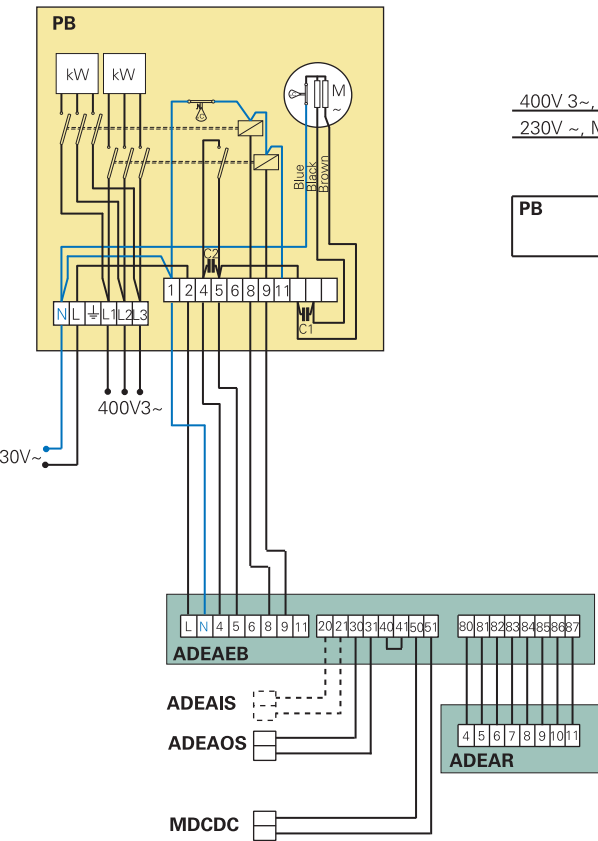 PB
kW kW
M
~
400V 3~,
230V ~, M
Blue
Black
Brown
PB
C2
1 2 4 5 6 8 9 11
N L L1 L2 L3
C1
400V3~
30V~
L N 4 5 6 8 9 11 20 21 30 31 40 41 50 51 80 81 82 83 84 85 86 87
ADEAEB
ADEAIS
4 5 6 7 8 9 10 11
ADEAOS
ADEAR
MDCDC